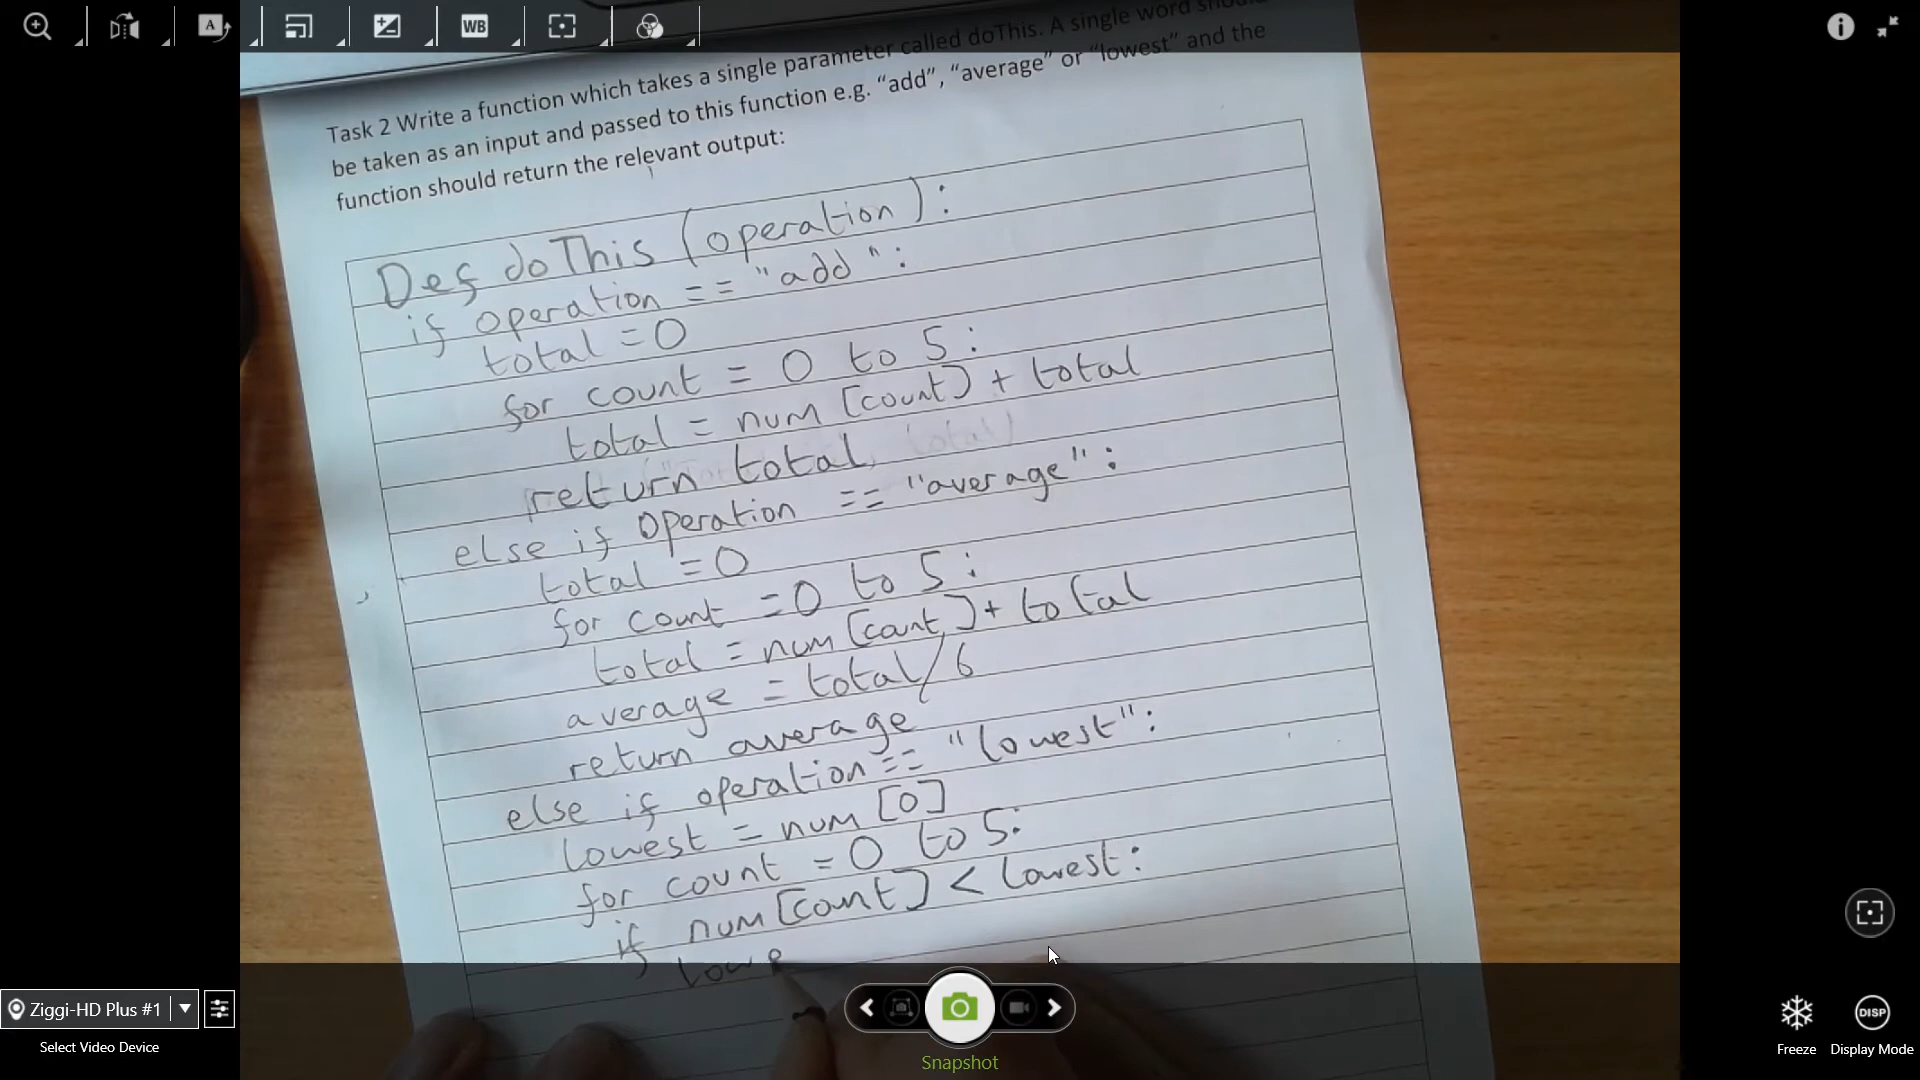 WB
Task 2 Write a function which takes a single parameter called doThis. A single word should
be taken as an input and passed to this function e.g. “add”, “average” or “lowest” and the
function should return the relevant output:
Def doThis (operation):
if operation == "add":
total = 0
for count = 0 to 5:
total = num [count] + total
return total
else if operation == "average":
total = 0
for count = 0 to 5:
total = num [count] + total
average = total / 6
return average
else if operation == "lowest":
lowest = num [0]
for count = 0 to 5:
if num [count] < lowest:
lowe
Ziggi-HD Plus #1
Select Video Device
Snapshot
Freeze
DISP
Display Mode